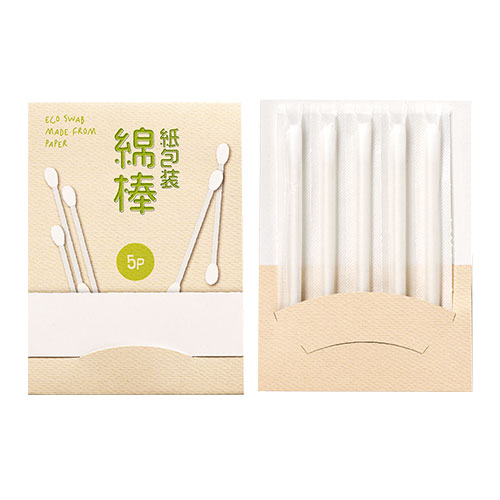 ECO SWAB
MADE FROM
PAPER
紙包装
綿棒
5P